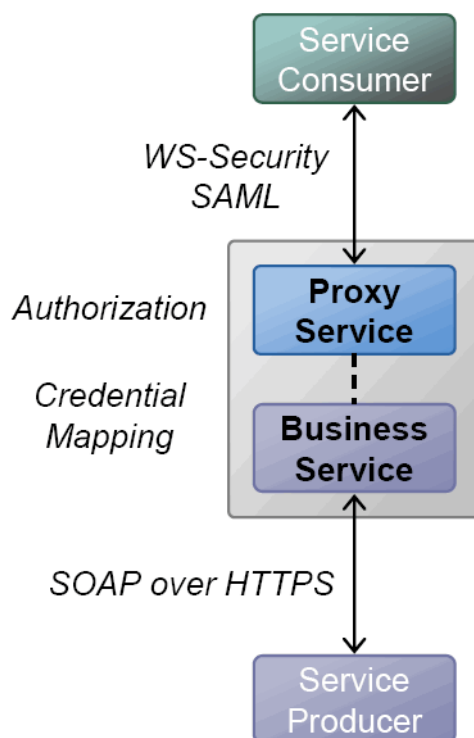 Service
Consumer
WS-Security
SAML
Authorization
Proxy
Service
Credential
Mapping
Business
Service
SOAP over HTTPS
Service
Producer